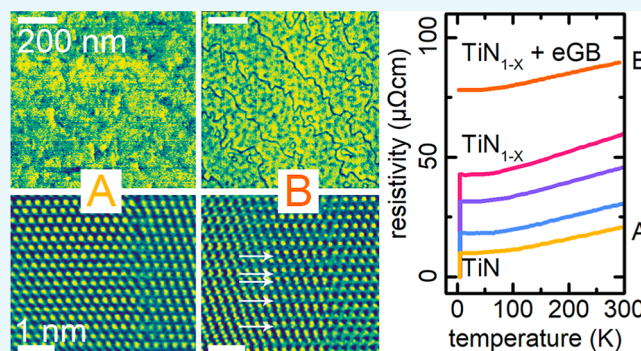 200 nm
A
B
1 nm
resistivity (μΩcm)
100
50
0
TiN₁₋ₓ + eGB
B
TiN₁₋ₓ
A
TiN
0 100 200 300
temperature (K)